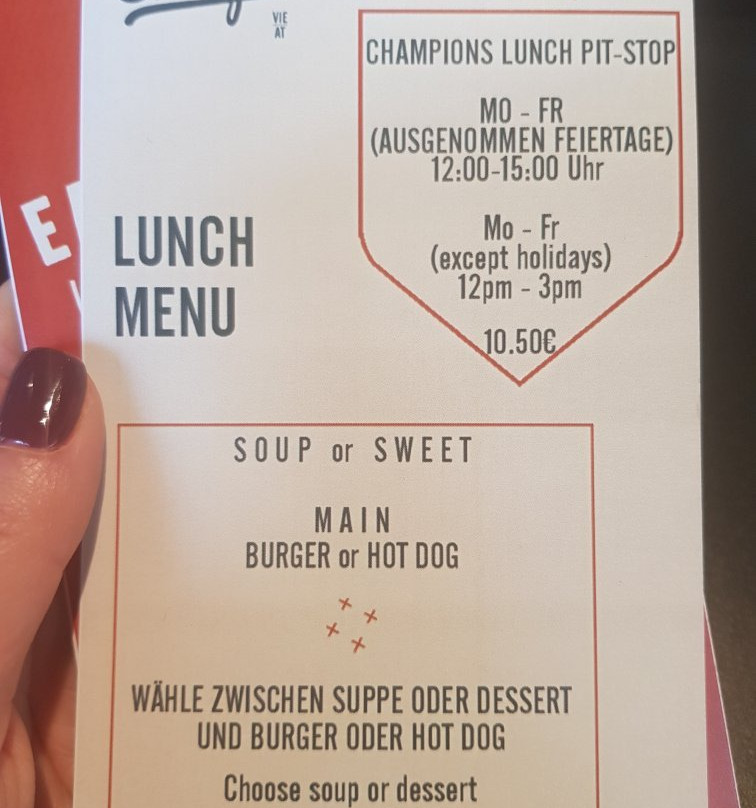 VIE
AT
CHAMPIONS LUNCH PIT-STOP
MO - FR
(AUSGENOMMEN FEIERTAGE)
12:00-15:00 Uhr
Mo - Fr
(except holidays)
12pm - 3pm
10.50€
LUNCH
MENU
SOUP or SWEET
MAIN
BURGER or HOT DOG
WÄHLE ZWISCHEN SUPPE ODER DESSERT
UND BURGER ODER HOT DOG
Choose soup or dessert